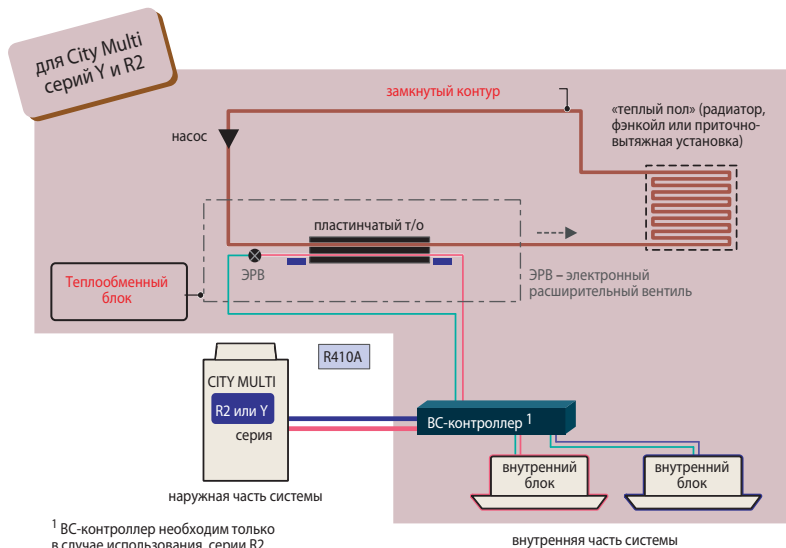 для City Multi
серий Y и R2
замкнутый контур
«теплый пол» (радиатор,
фэнкойл или приточно-
вытяжная установка)
насос
пластинчатый т/о
ЭРВ
ЭРВ – электронный
расширительный вентиль
Теплообменный
блок
R410A
CITY MULTI
R2 или Y
серия
ВС-контроллер 1
внутренний
блок
внутренний
блок
наружная часть системы
1 ВС-контроллер необходим только
в случае использования серии R2
внутренняя часть системы